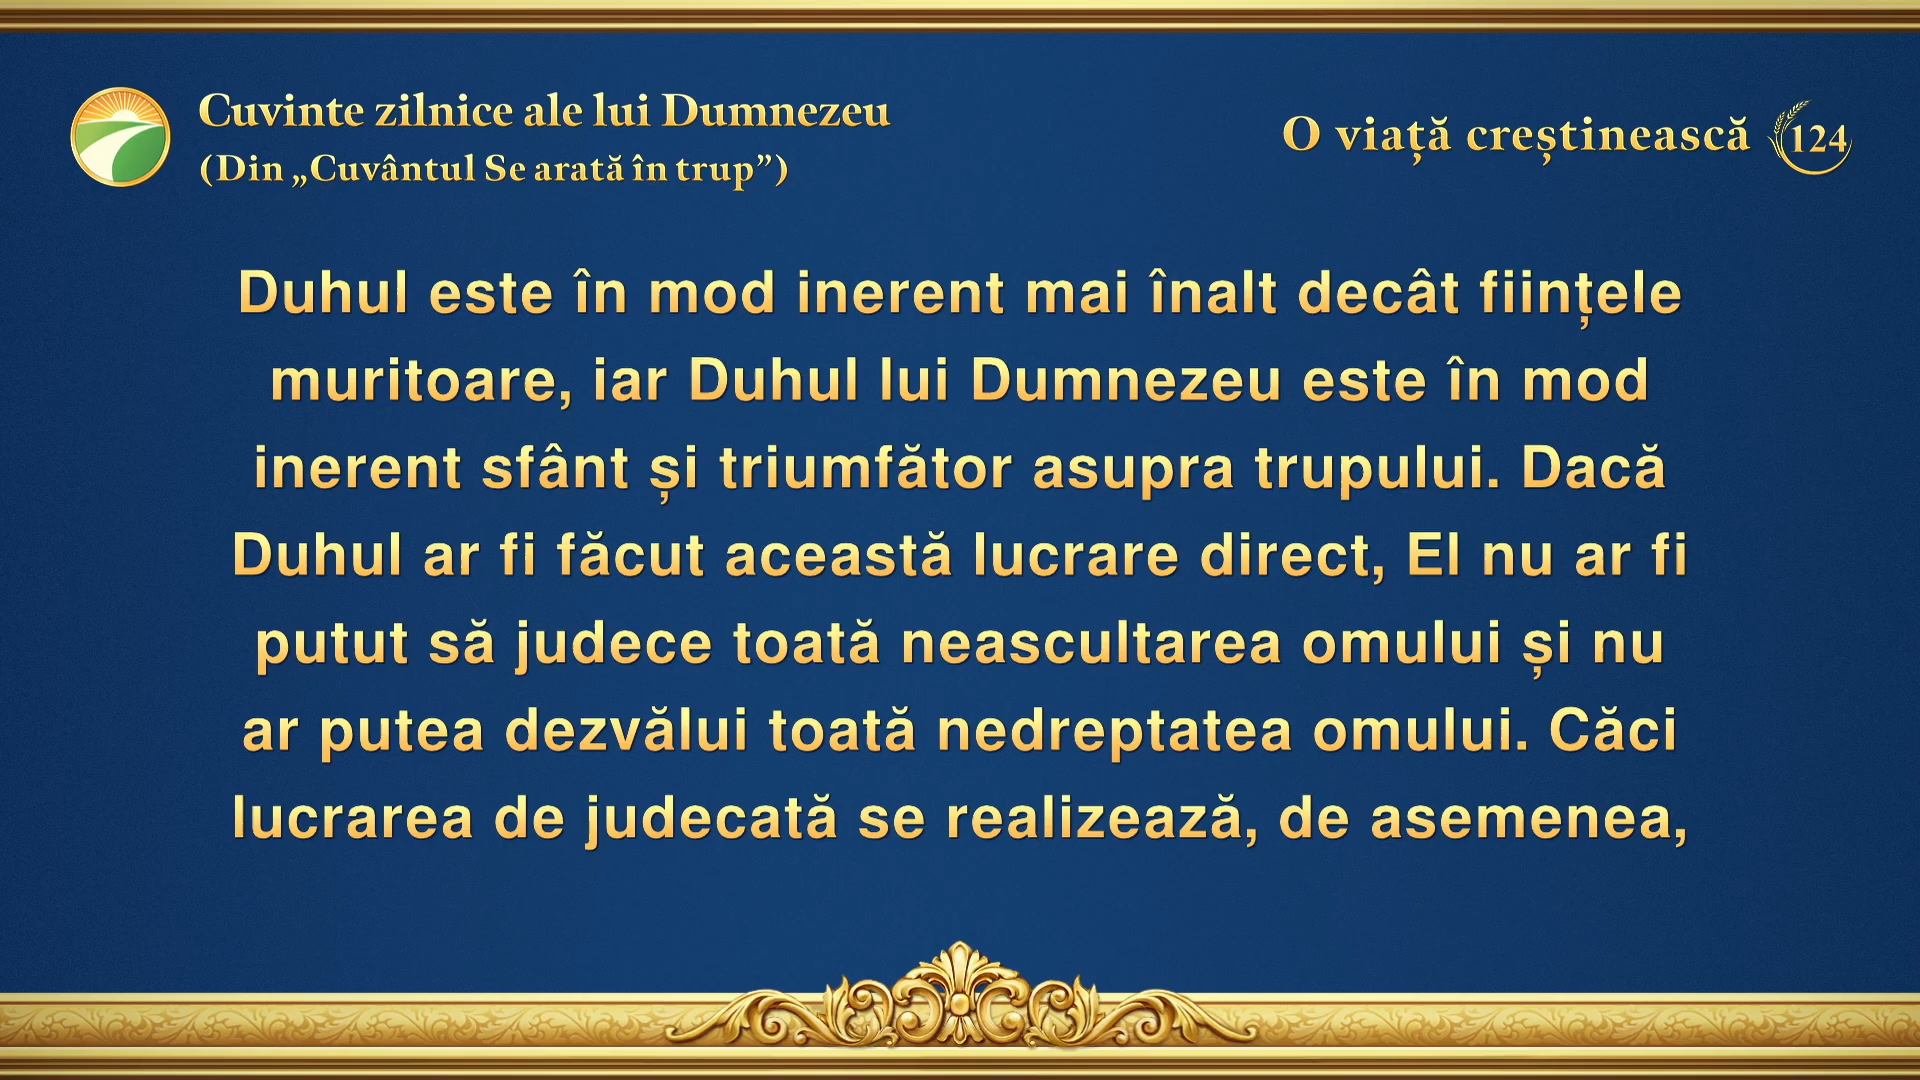 Cuvinte zilnice ale lui Dumnezeu
(Din „Cuvântul Se arată în trup”)
O viață creștinească 124
Duhul este în mod inerent mai înalt decât ființele
muritoare, iar Duhul lui Dumnezeu este în mod
inerent sfânt și triumfător asupra trupului. Dacă
Duhul ar fi făcut această lucrare direct, El nu ar fi
putut să judece toată neascultarea omului și nu
ar putea dezvălui toată nedreptatea omului. Căci
lucrarea de judecată se realizează, de asemenea,